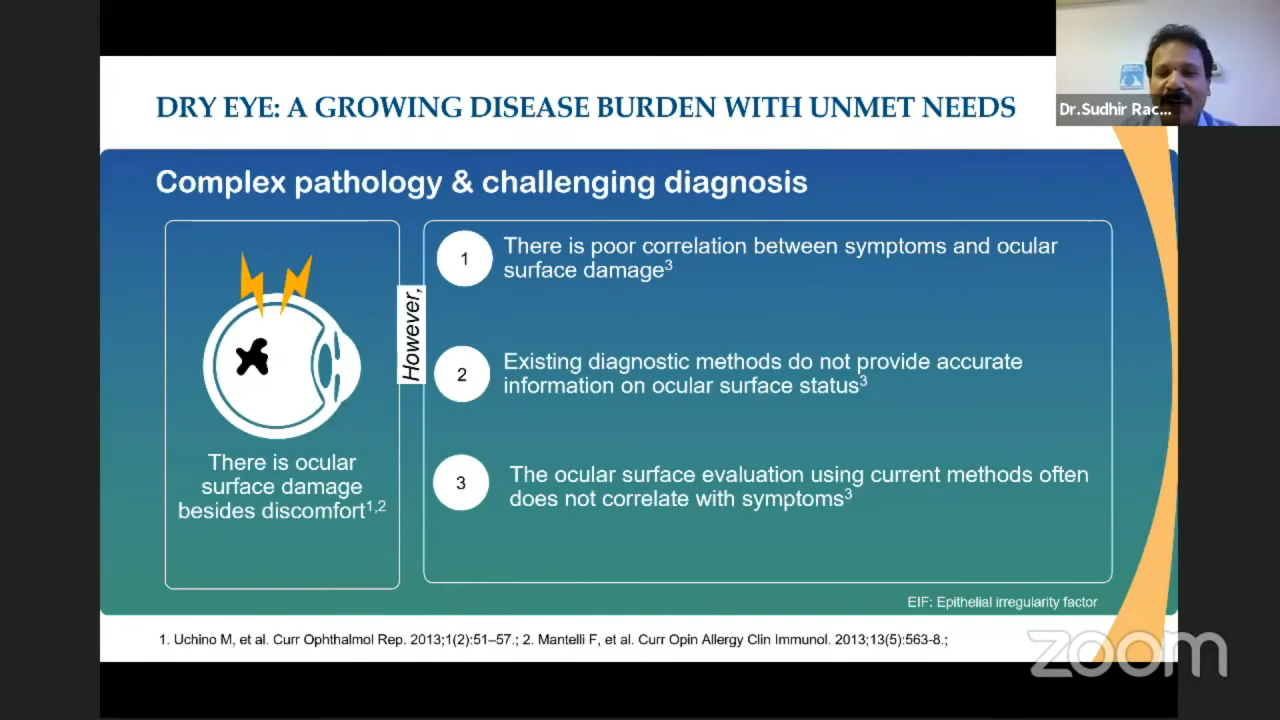 DRY EYE: A GROWING DISEASE BURDEN WITH UNMET NEEDS
Dr.Sudhir Rac...
Complex pathology & challenging diagnosis
There is ocular
surface damage
besides discomfort1,2
However,
1
There is poor correlation between symptoms and ocular
surface damage3
2
Existing diagnostic methods do not provide accurate
information on ocular surface status3
3
The ocular surface evaluation using current methods often
does not correlate with symptoms3
EIF: Epithelial irregularity factor
1. Uchino M, et al. Curr Ophthalmol Rep. 2013;1(2):51–57.; 2. Mantelli F, et al. Curr Opin Allergy Clin Immunol. 2013;13(5):563-8.;
zoom